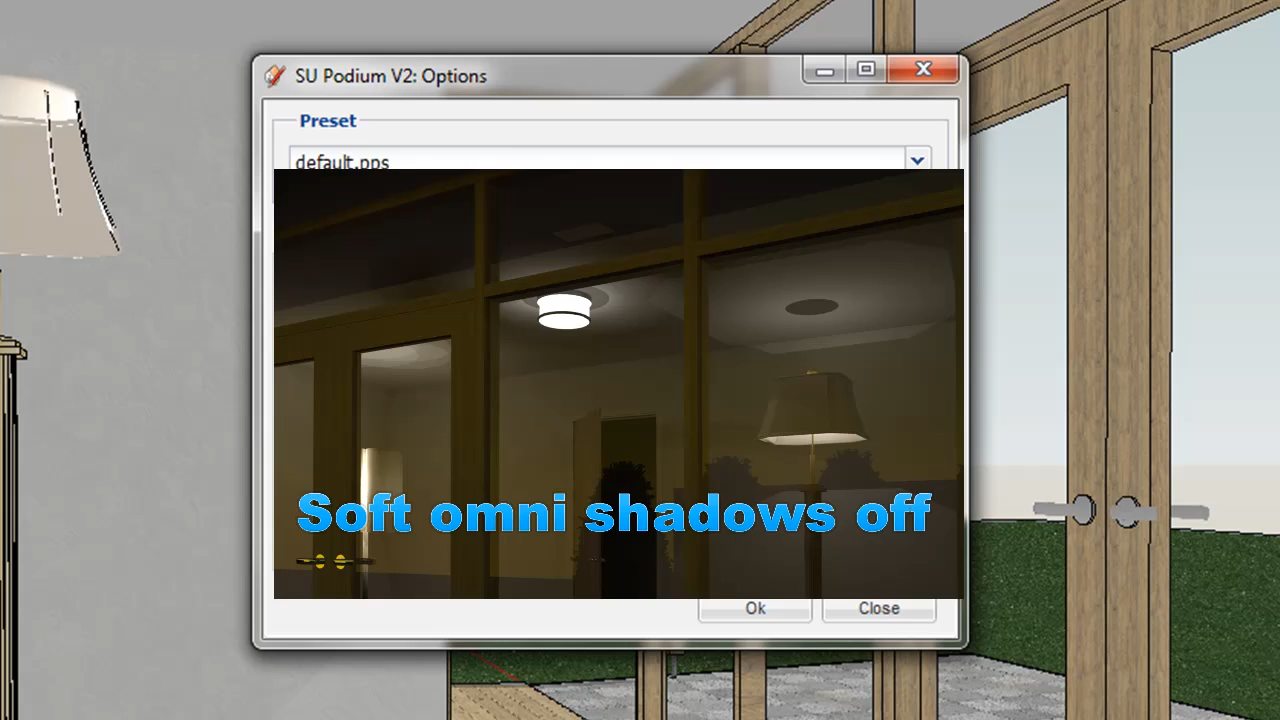 SU Podium V2: Options
Preset
default.pps
Soft omni shadows off
Ok
Close